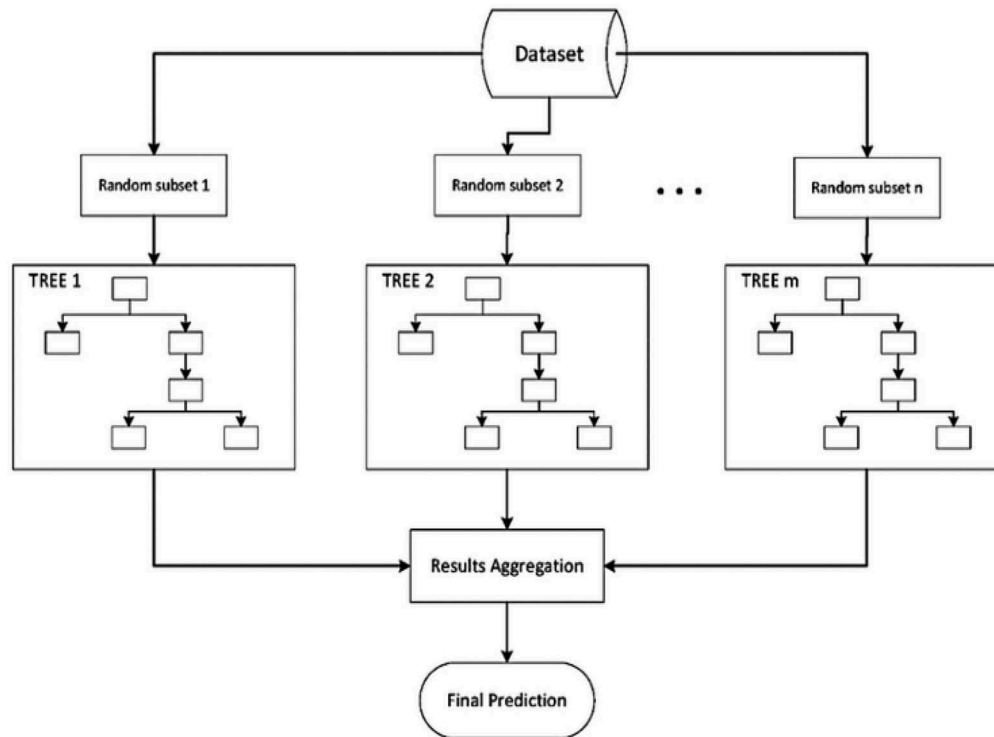 Dataset
Random subset 1
Random subset 2
• • •
Random subset n
TREE 1
TREE 2
TREE m
Results Aggregation
Final Prediction